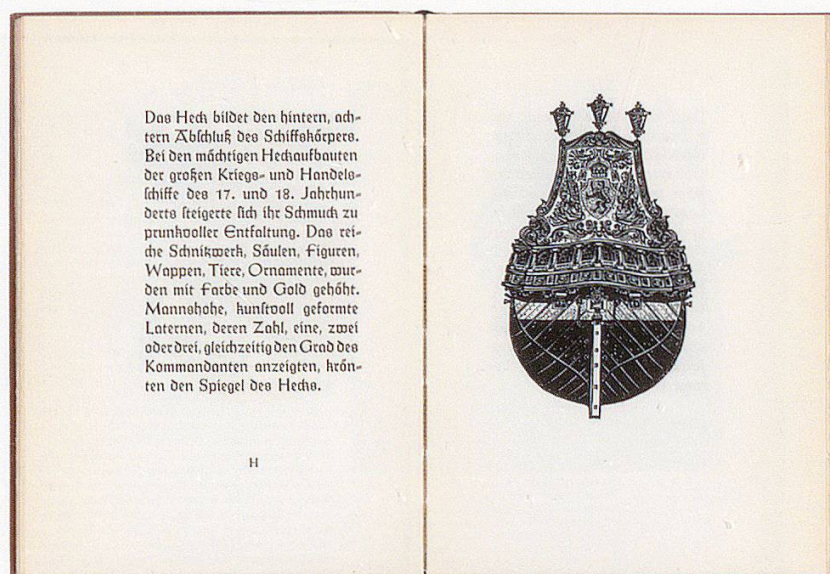 Das Heck bildet den hintern, ach-
tern Abſchluß des Schiffskörpers.
Bei den mächtigen Heckaufbauten
der großen Kriegs- und Handels-
ſchiffe des 17. und 18. Jahrhun-
derts ſteigerte ſich ihr Schmuck zu
prunkvoller Entfaltung. Das rei-
che Schnitzwerk, Säulen, Figuren,
Wappen, Tiere, Ornamente, wur-
den mit Farbe und Gold gehöht.
Mannshohe, kunſtvoll geformte
Laternen, deren Zahl, eine, zwei
oder drei, gleichzeitig den Grad des
Kommandanten anzeigten, krön-
ten den Spiegel des Hecks.
H